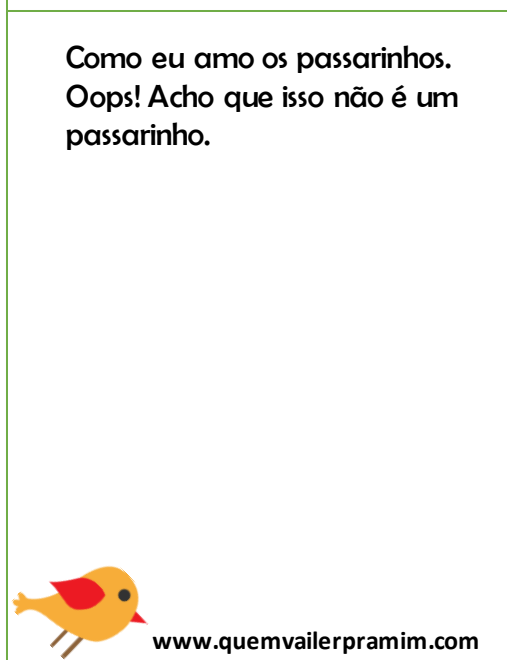 Como eu amo os passarinhos.
Oops! Acho que isso não é um
passarinho.
www.quemvailerpramim.com